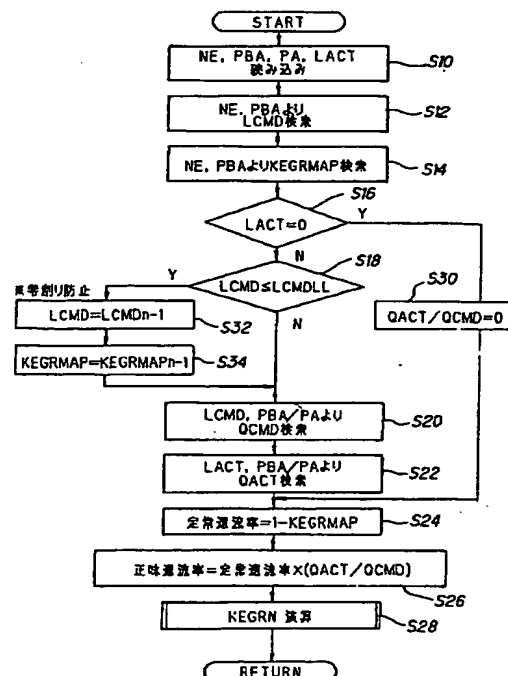 START
NE, PBA, PA, LACT
読み込み
S10
NE, PBAより
LCMD検索
S12
NE, PBAよりKEGRMAP検索
S14
S16
LACT=0
Y
N
S18
LCMD≤LCMDLL
Y
N
※零割り防止
LCMD=LCMDn-1
S32
KEGRMAP=KEGRMAPn-1
S34
S30
QACT/QCMD=0
LCMD, PBA/PAより
QCMD検索
S20
LACT, PBA/PAより
QACT検索
S22
定常還流率=1-KEGRMAP
S24
正味還流率=定常還流率×(QACT/QCMD)
S26
KEGRN 演算
S28
RETURN